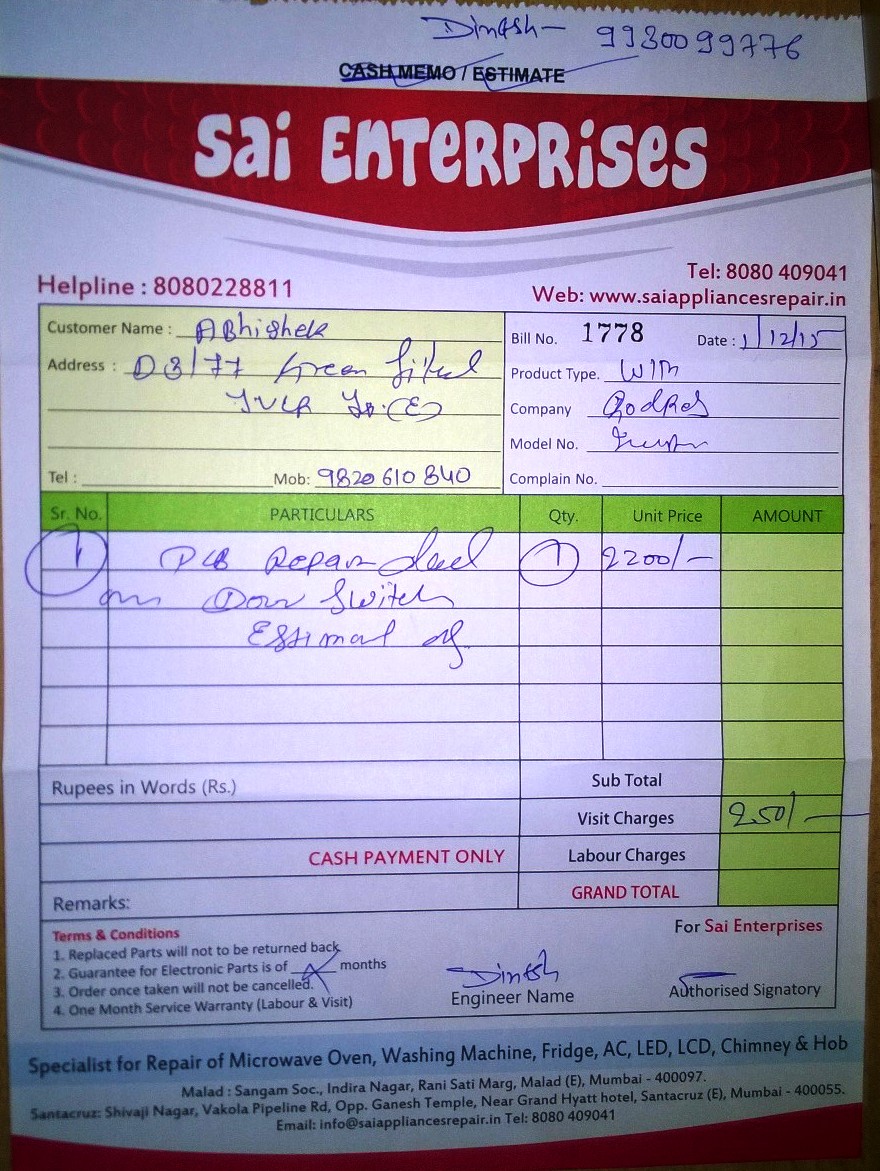 Dinesh - 9930099776
CASH MEMO / ESTIMATE
Sai Enterprises
Tel: 8080 409041
Helpline : 8080228811
Web: www.saiappliancesrepair.in
Customer Name : Abhishek
Bill No. 1778 Date : 1/12/15
Address : D3/77 Green
Product Type. W/M
JVLR (E)
Company Godrej
Model No.
Tel : Mob: 9820610840
Complain No.
Sr. No. PARTICULARS Qty. Unit Price AMOUNT
1 PCB Repair 1 2200/-
Door Switch
Estimat
Rupees in Words (Rs.)
Sub Total
Visit Charges 250/-
CASH PAYMENT ONLY
Labour Charges
Remarks:
GRAND TOTAL
Terms & Conditions
For Sai Enterprises
1. Replaced Parts will not to be returned back
2. Guarantee for Electronic Parts is of X months
3. Order once taken will not be cancelled.
4. One Month Service Warranty (Labour & Visit)
Dinesh
Engineer Name
Authorised Signatory
Specialist for Repair of Microwave Oven, Washing Machine, Fridge, AC, LED, LCD, Chimney & Hob
Malad : Sangam Soc., Indira Nagar, Rani Sati Marg, Malad (E), Mumbai - 400097.
Santacruz: Shivaji Nagar, Vakola Pipeline Rd, Opp. Ganesh Temple, Near Grand Hyatt hotel, Santacruz (E), Mumbai - 400055.
Email: info@saiappliancesrepair.in Tel: 8080 409041